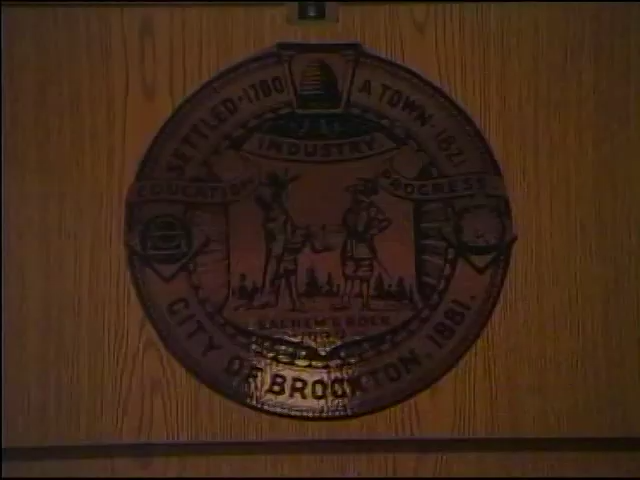 SETTLED·1700
A TOWN·1821
INDUSTRY
EDUCATION
PROGRESS
CITY OF BROCKTON, 1881.